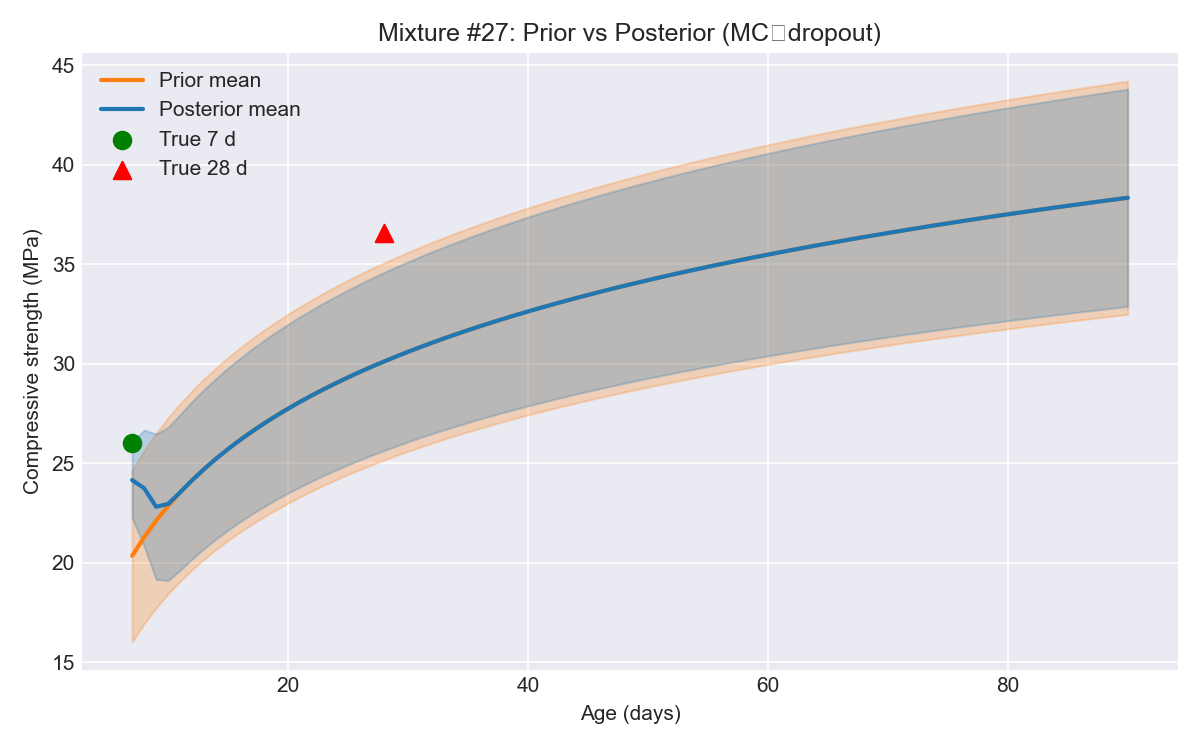 Mixture #27: Prior vs Posterior (MC□dropout)
45
40
35
30
25
20
15
Compressive strength (MPa)
Prior mean
Posterior mean
True 7 d
True 28 d
20
40
60
80
Age (days)